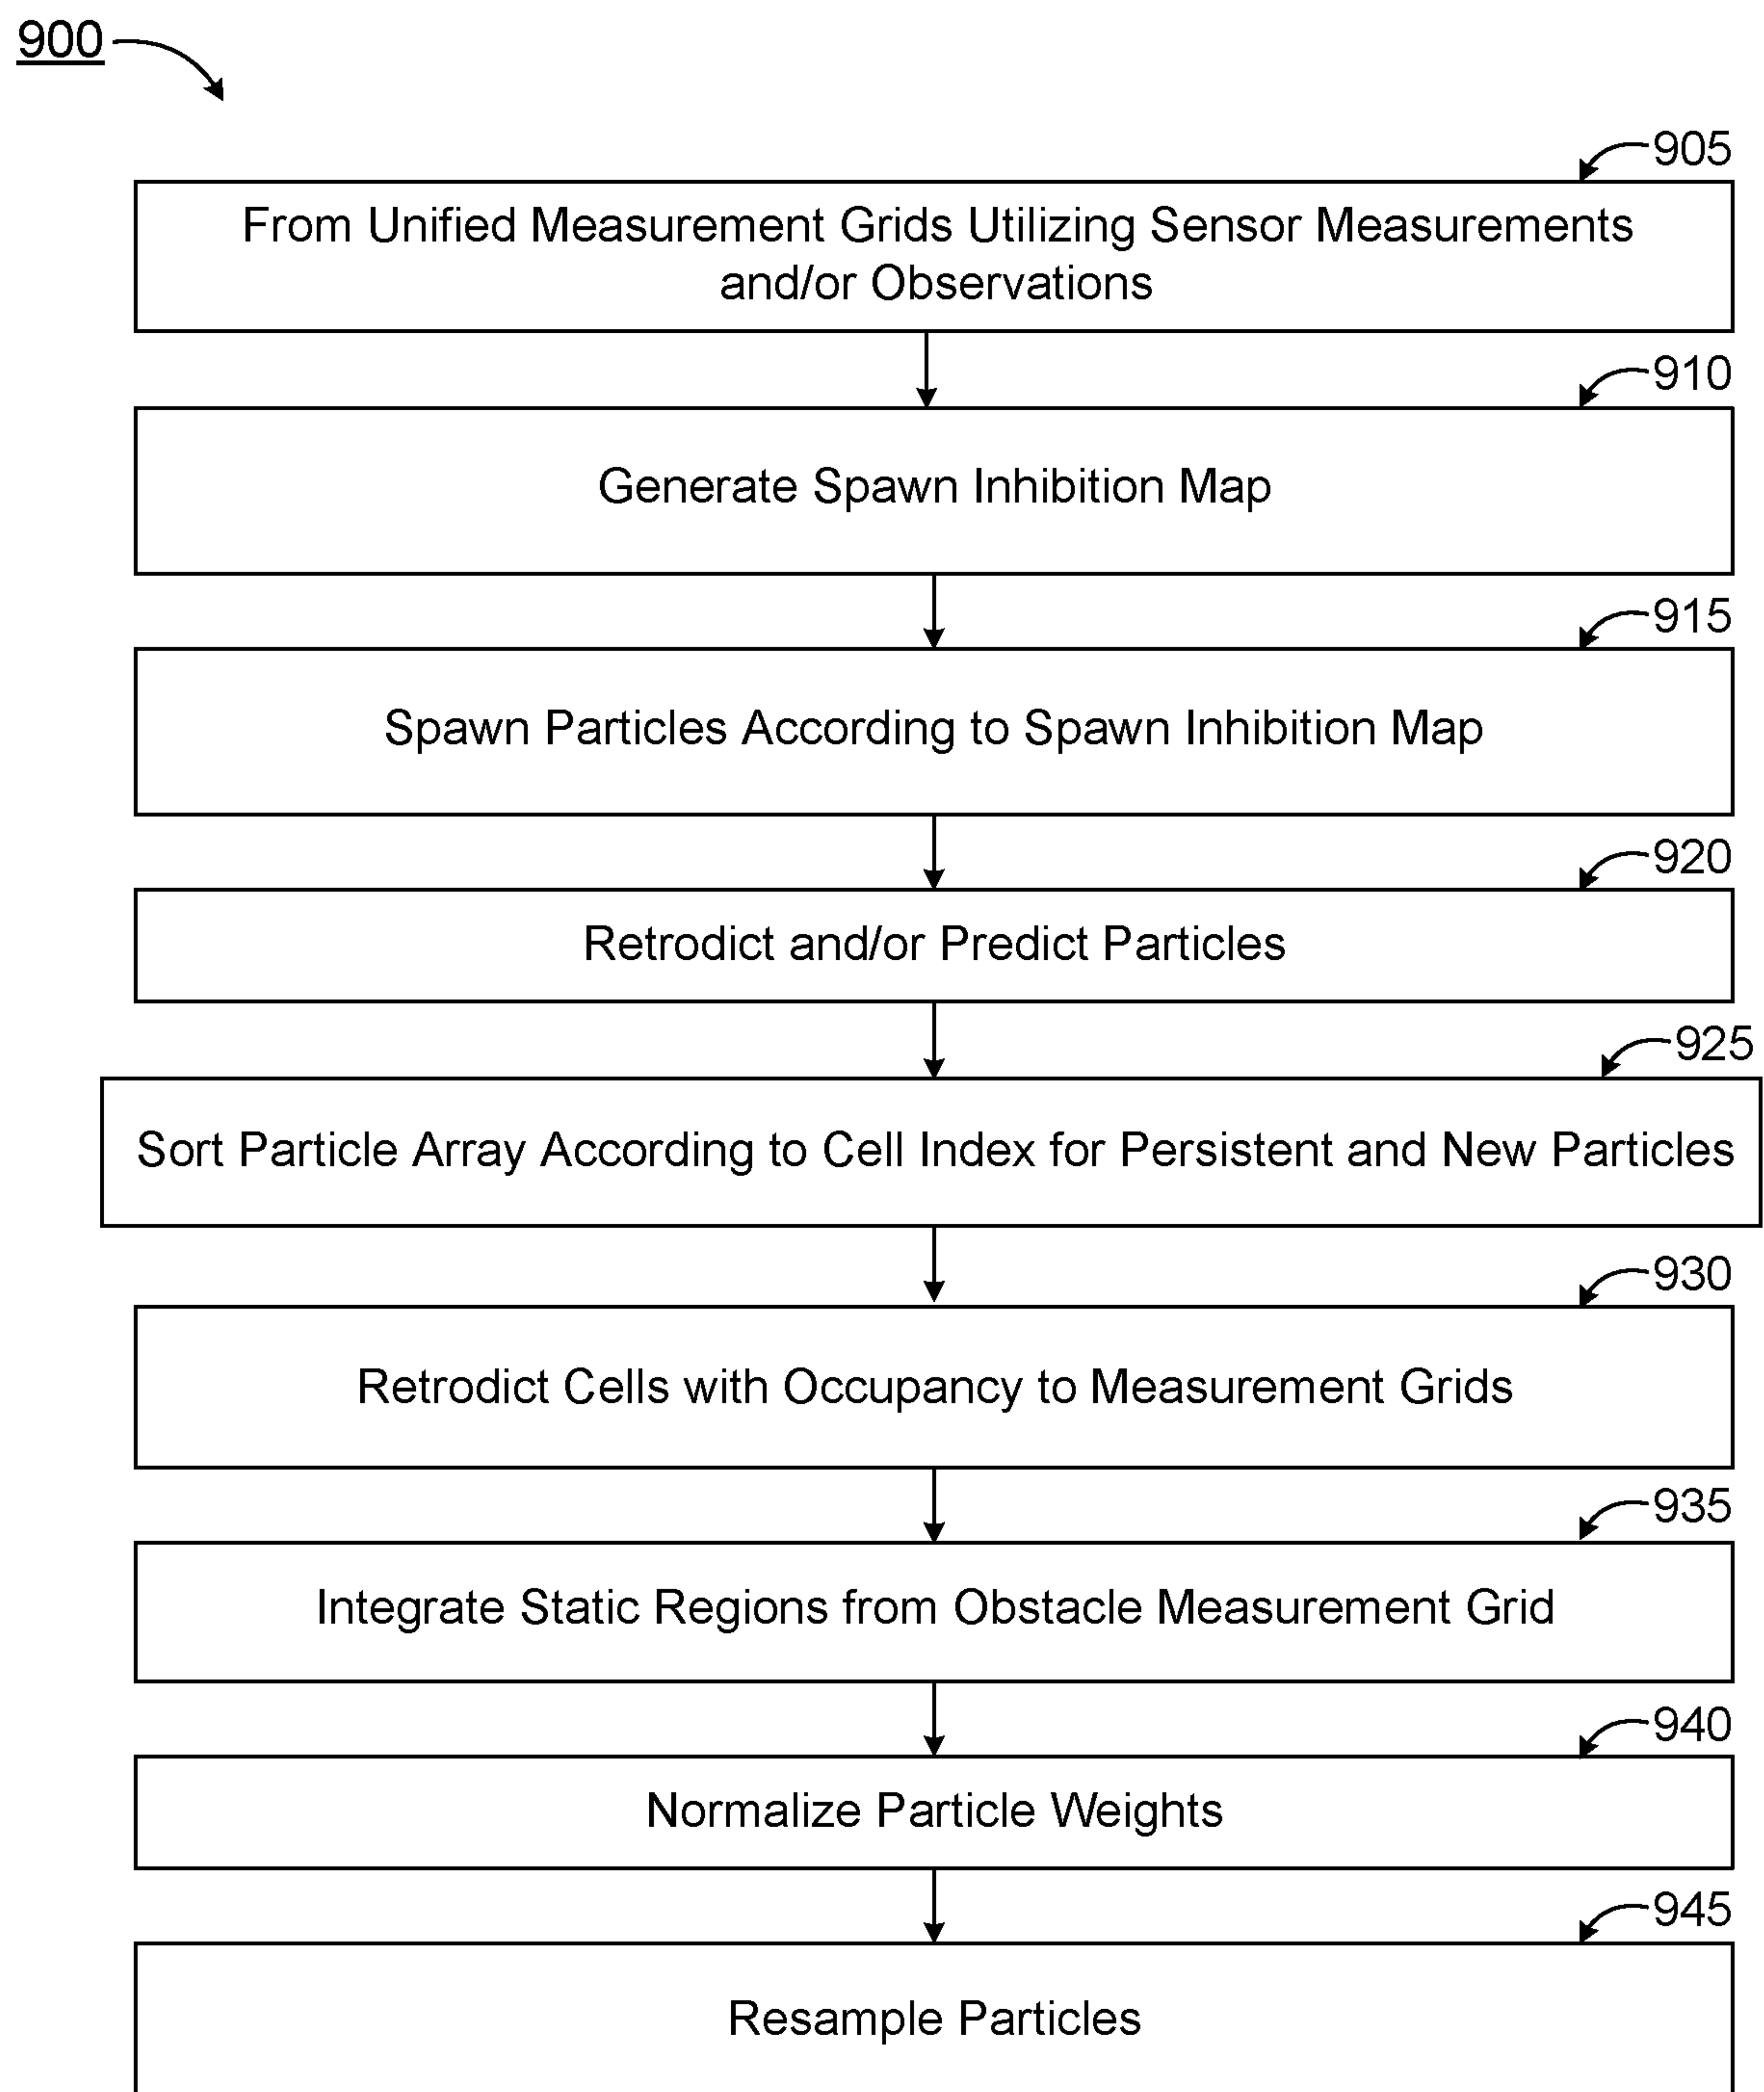 900
905
From Unified Measurement Grids Utilizing Sensor Measurements
and/or Observations
910
Generate Spawn Inhibition Map
915
Spawn Particles According to Spawn Inhibition Map
920
Retrodict and/or Predict Particles
925
Sort Particle Array According to Cell Index for Persistent and New Particles
930
Retrodict Cells with Occupancy to Measurement Grids
935
Integrate Static Regions from Obstacle Measurement Grid
940
Normalize Particle Weights
945
Resample Particles